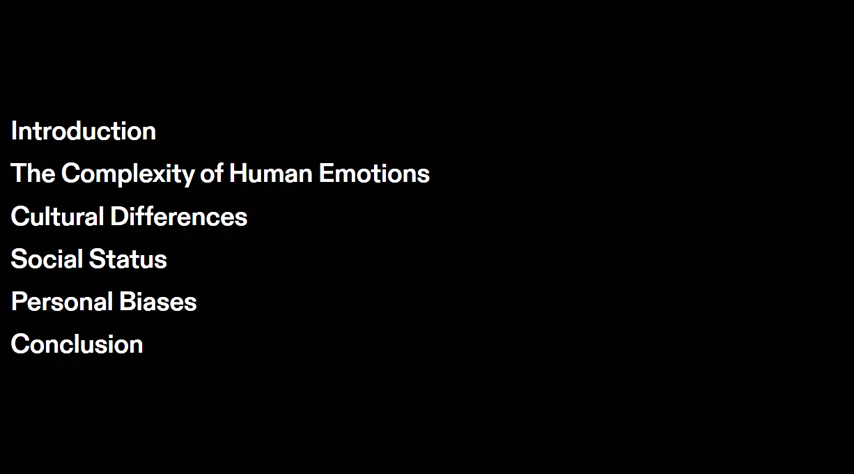 Introduction
The Complexity of Human Emotions
Cultural Differences
Social Status
Personal Biases
Conclusion